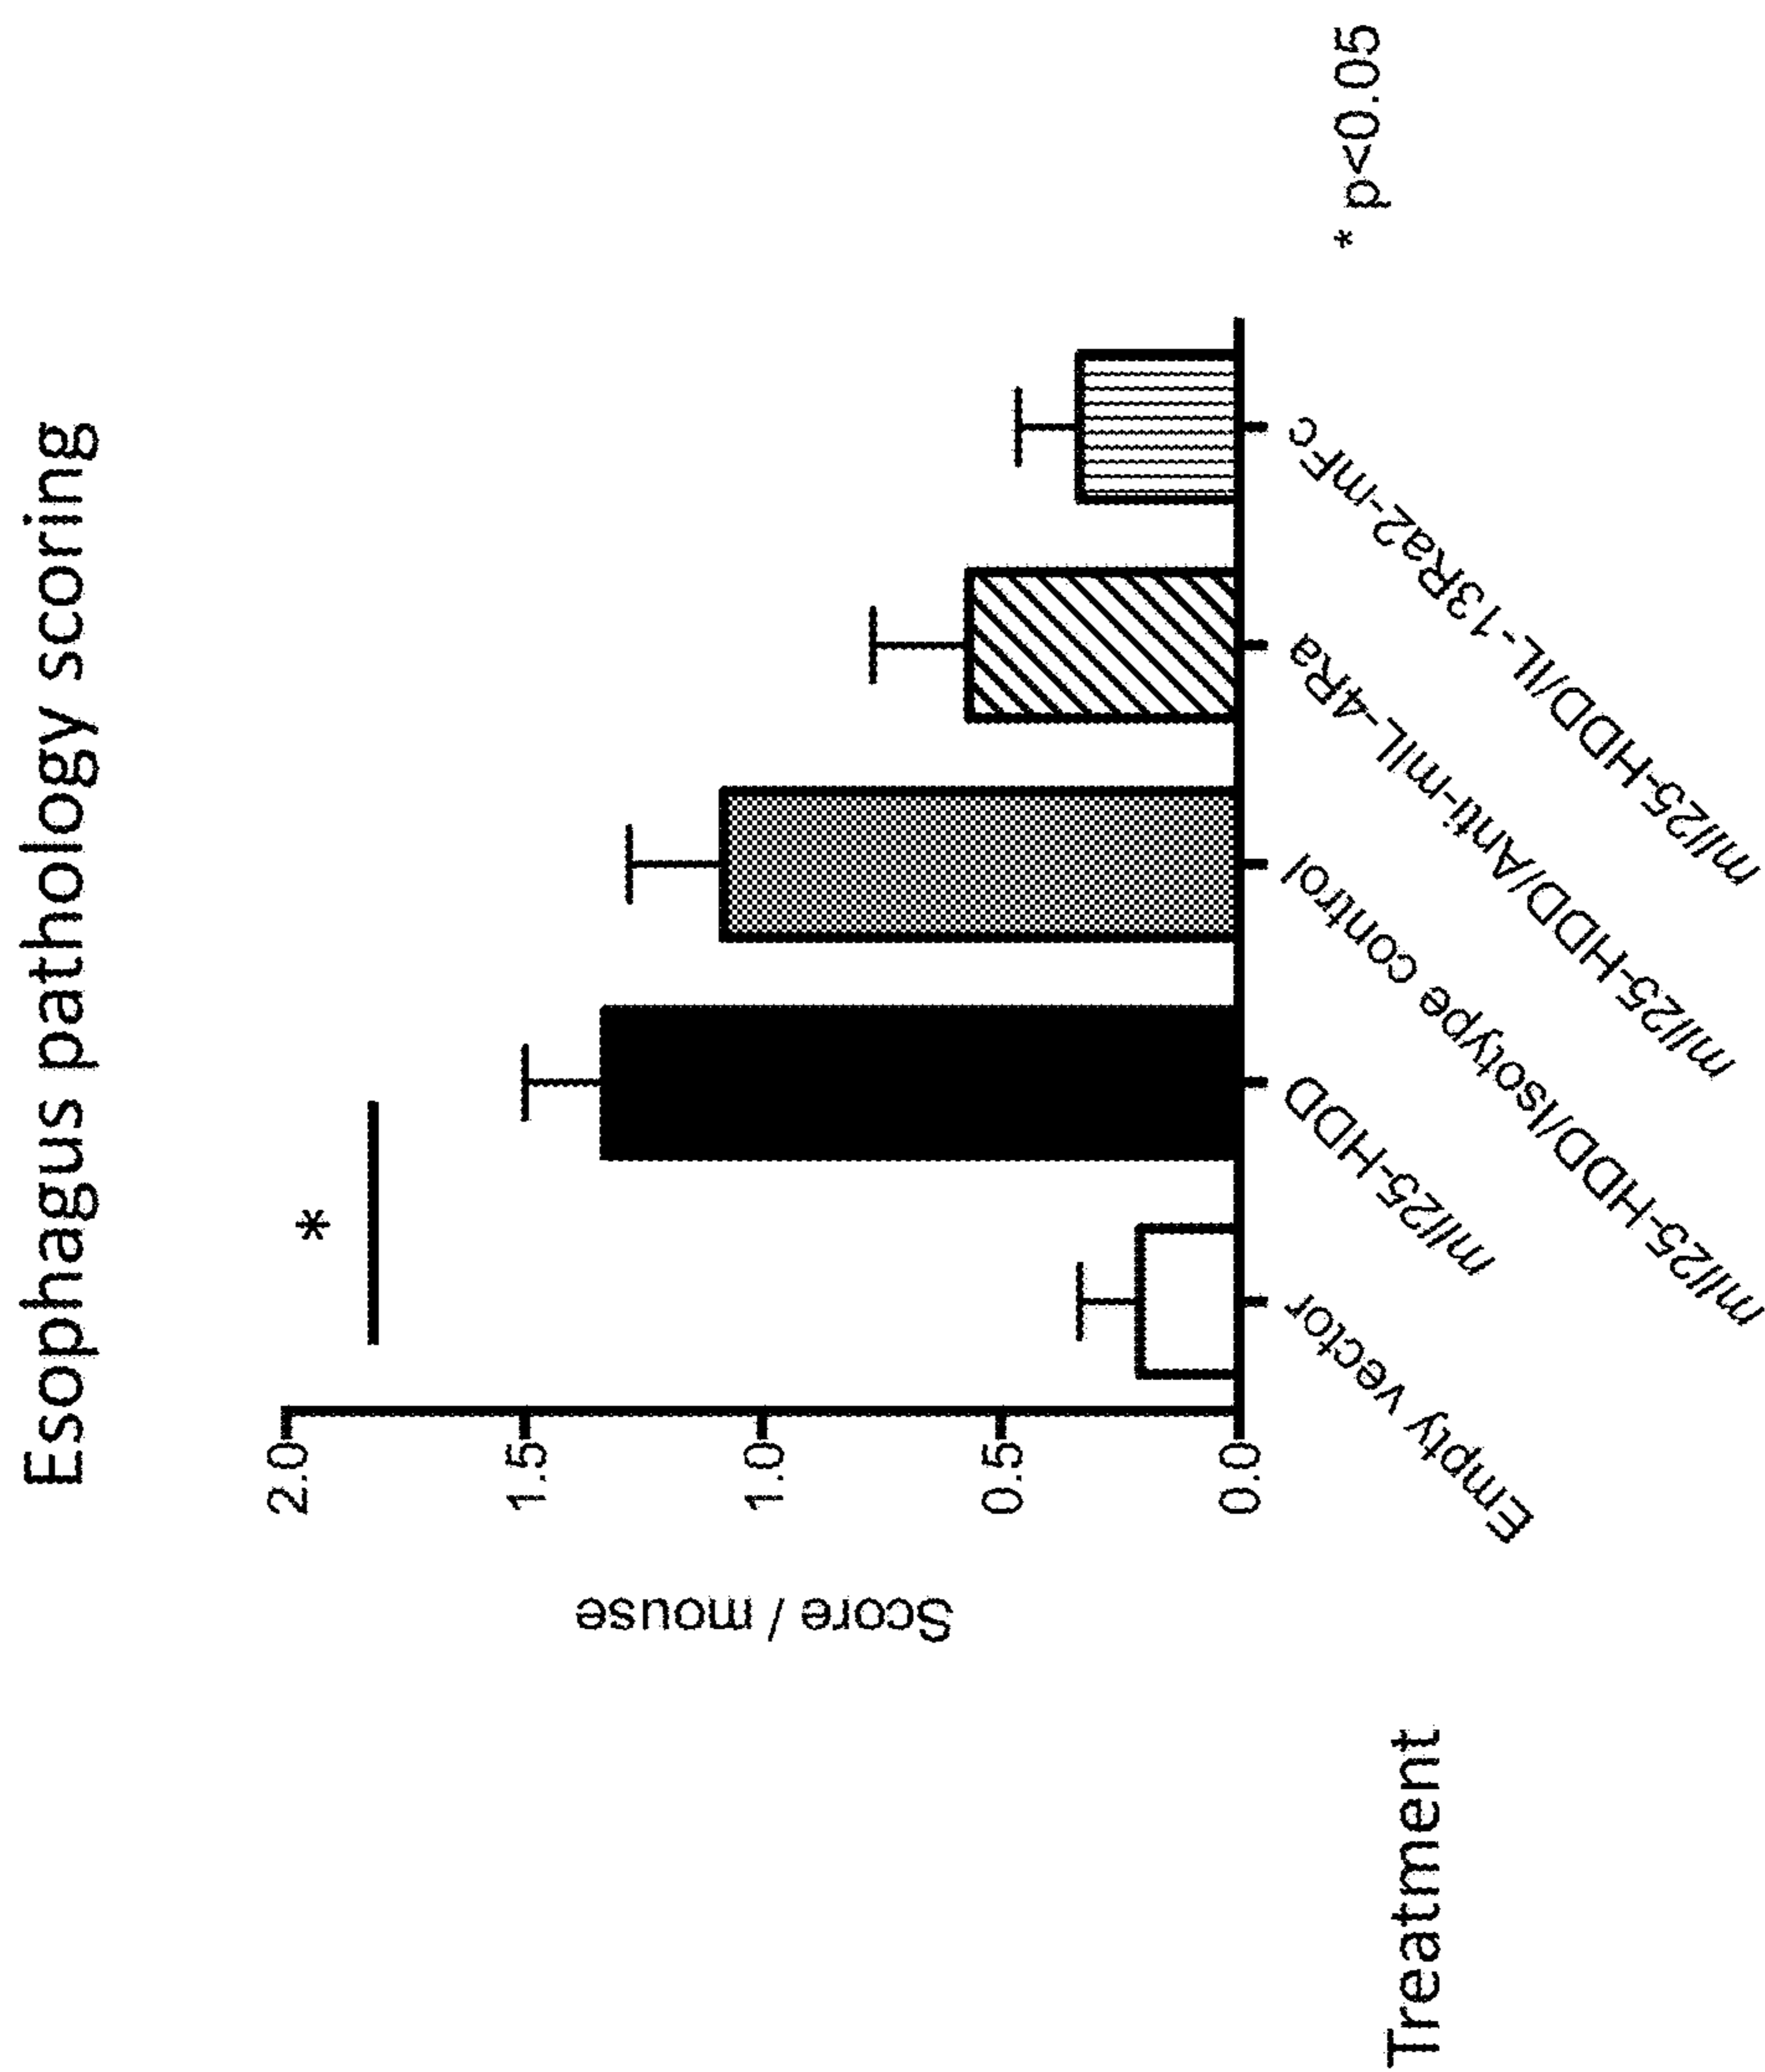 Esophagus pathology scoring
*
2.0
1.5
1.0
0.5
0.0
Score / mouse
Empty vector
mIl25-HDD
mIl25-HDD/Isotype control
mIl25-HDD/Anti-mIL-4Ra
mIl25-HDD/IL-13Ra2-mFc
Treatment
* p<0.05